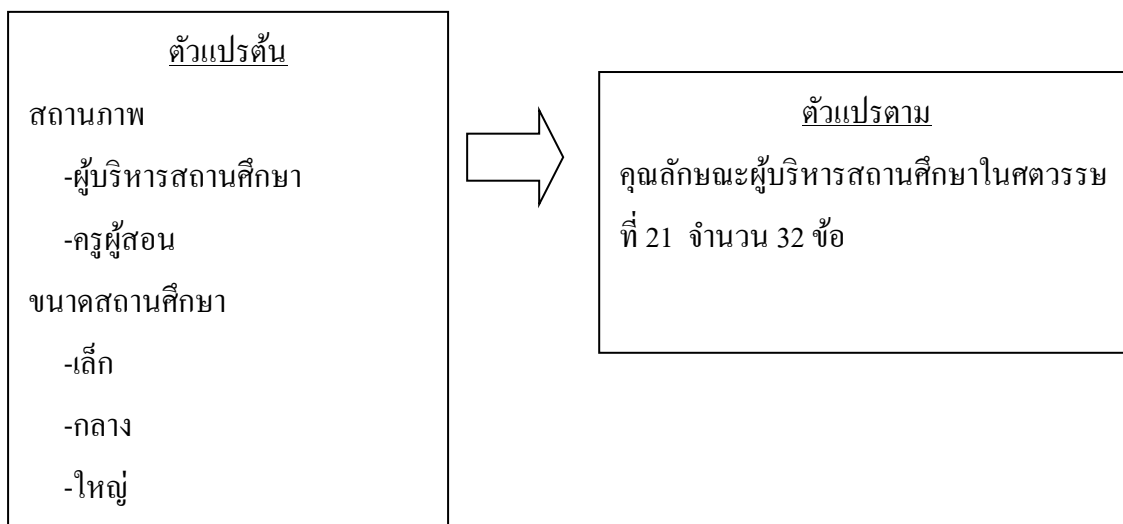 ตัวแปรต้น
สถานภาพ
-ผู้บริหารสถานศึกษา
-ครูผู้สอน
ขนาดสถานศึกษา
-เล็ก
-กลาง
-ใหญ่
ตัวแปรตาม
คุณลักษณะผู้บริหารสถานศึกษาในศตวรรษ
ที่ 21 จำนวน 32 ข้อ